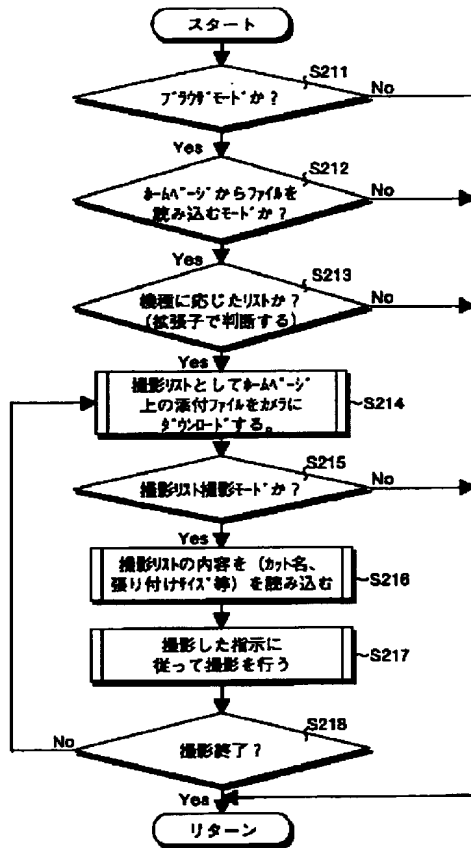 スタート
S211
ﾌﾞﾗｳｻﾞﾓｰﾄﾞか？
No
Yes
S212
ﾎｰﾑﾍﾟｰｼﾞからﾌｧｲﾙを
読み込むﾓｰﾄﾞか？
No
Yes
S213
機種に応じたﾘｽﾄか？
(拡張子で判断する)
No
Yes
撮影ﾘｽﾄとしてﾎｰﾑﾍﾟｰｼﾞ
上の添付ﾌｧｲﾙをｶﾒﾗに
ﾀﾞｳﾝﾛｰﾄﾞする。
S214
S215
撮影ﾘｽﾄ撮影ﾓｰﾄﾞか？
No
Yes
撮影ﾘｽﾄの内容を（ｶｯﾄ名、
張り付けｻｲｽﾞ等）を読み込む
S216
撮影した指示に
従って撮影を行う
S217
S218
No
撮影終了？
Yes
リターン